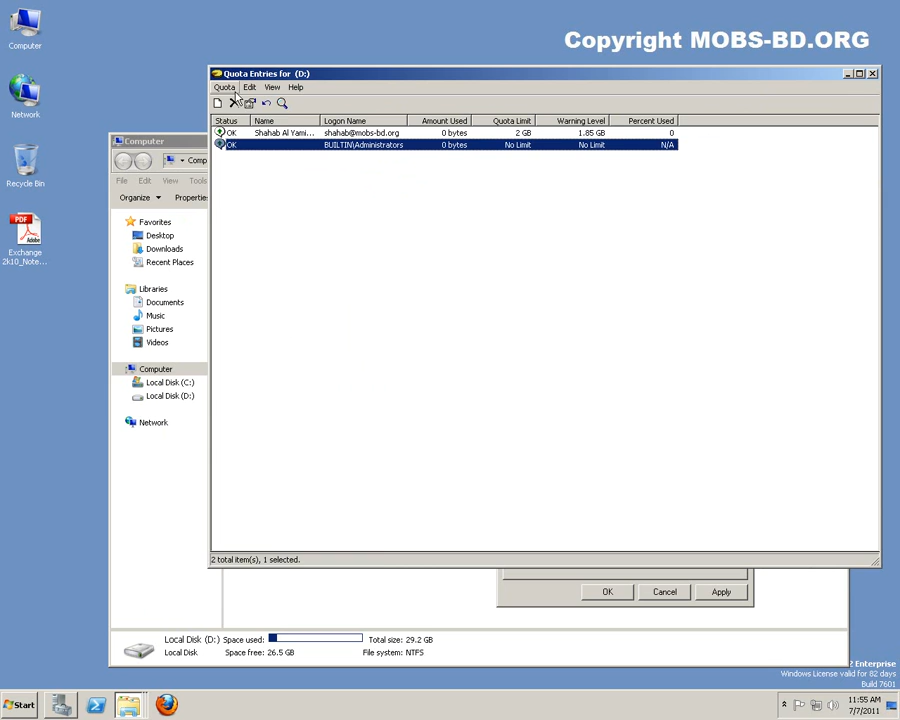 Copyright MOBS-BD.ORG
Computer
Network
Recycle Bin
PDF
Adobe
Exchange
2k10_Note...
Quota Entries for (D:)
Quota Edit View Help
Status Name Logon Name Amount Used Quota Limit Warning Level Percent Used
OK Shahab Al Yami... shahab@mobs-bd.org 0 bytes 2 GB 1.85 GB 0
OK BUILTIN\Administrators 0 bytes No Limit No Limit N/A
2 total item(s), 1 selected.
Computer
Comp
File Edit View Tools
Organize Propertie
Favorites
Desktop
Downloads
Recent Places
Libraries
Documents
Music
Pictures
Videos
Computer
Local Disk (C:)
Local Disk (D:)
Network
OK Cancel Apply
Local Disk (D:) Space used: Total size: 29.2 GB
Local Disk Space free: 26.5 GB File system: NTFS
2 Enterprise
Windows License valid for 82 days
Build 7601
Start
11:55 AM
7/7/2011